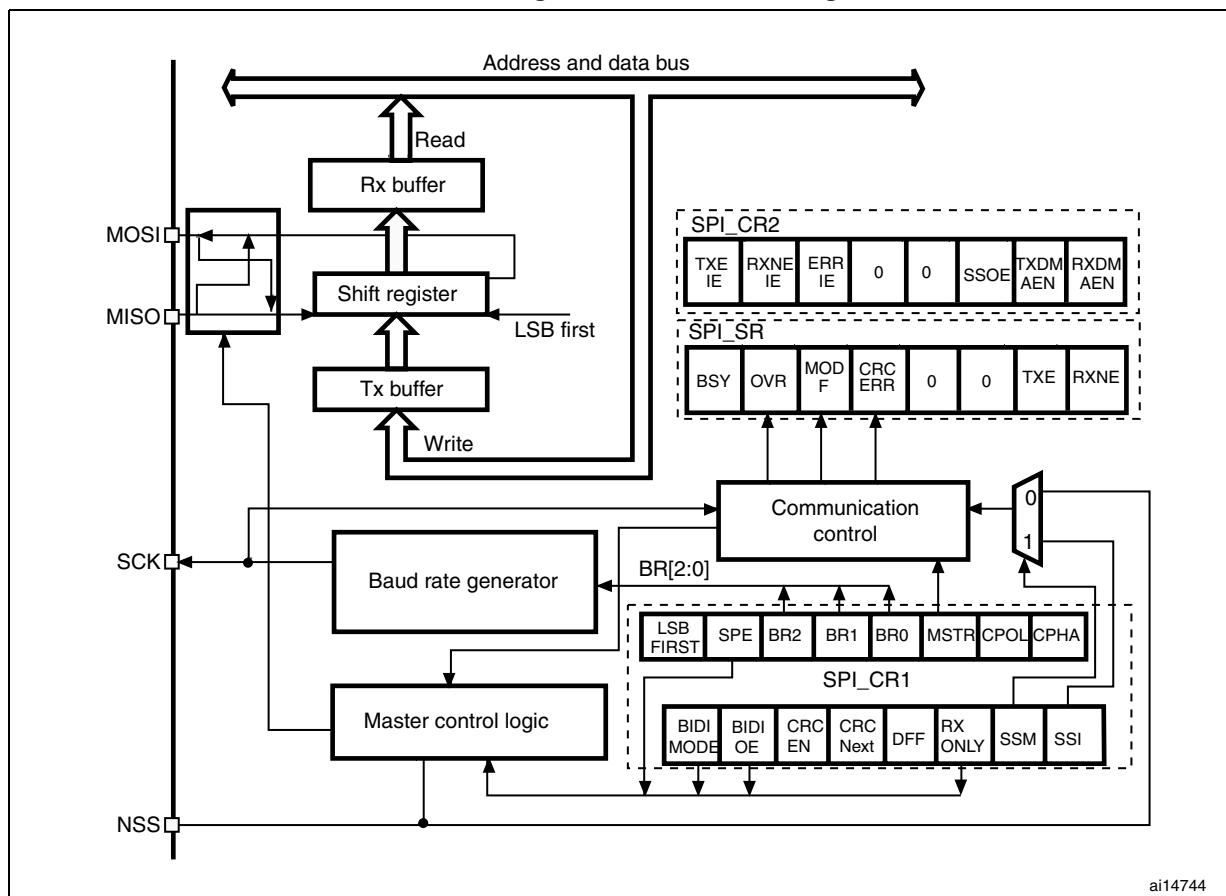 Address and data bus
Read
Rx buffer
MOSI
SPI_CR2
TXE IE RXNE IE ERR IE 0 0 SSOE TXDM AEN RXDM AEN
Shift register
MISO
LSB first
SPI_SR
BSY OVR MOD F CRC ERR 0 0 TXE RXNE
Tx buffer
Write
Communication control
0
1
SCK
Baud rate generator
BR[2:0]
LSB FIRST SPE BR2 BR1 BR0 MSTR CPOL CPHA
SPI_CR1
Master control logic
BIDI MODE BIDI OE CRC EN CRC Next DFF RX ONLY SSM SSI
NSS
ai14744